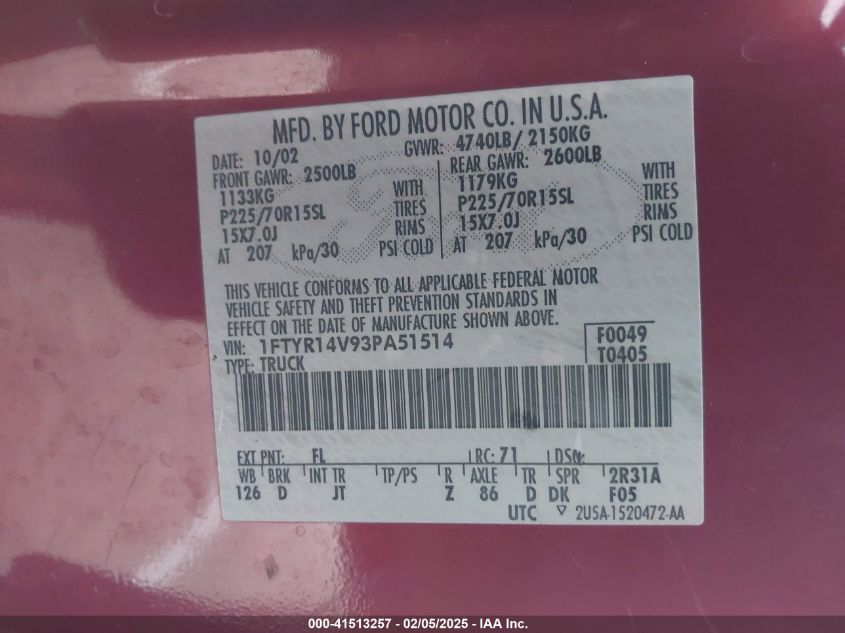 MFD. BY FORD MOTOR CO. IN U.S.A.
DATE: 10/02 GVWR: 4740LB/ 2150KG
FRONT GAWR: 2500LB REAR GAWR: 2600LB
1133KG WITH 1179KG WITH
P225/70R15SL TIRES P225/70R15SL TIRES
15X7.0J RIMS 15X7.0J RIMS
AT 207 kPa/30 PSI COLD AT 207 kPa/30 PSI COLD
THIS VEHICLE CONFORMS TO ALL APPLICABLE FEDERAL MOTOR
VEHICLE SAFETY AND THEFT PREVENTION STANDARDS IN
EFFECT ON THE DATE OF MANUFACTURE SHOWN ABOVE.
VIN: 1FTYR14V93PA51514 F0049
TYPE: TRUCK T0405
EXT PNT: FL RC: 71 DSO:
WB BRK INT TR TP/PS R AXLE TR SPR 2R31A
126 D JT Z 86 D DK F05
UTC ▽ 2U5A-1520472-AA
000-41513257 - 02/05/2025 - IAA Inc.